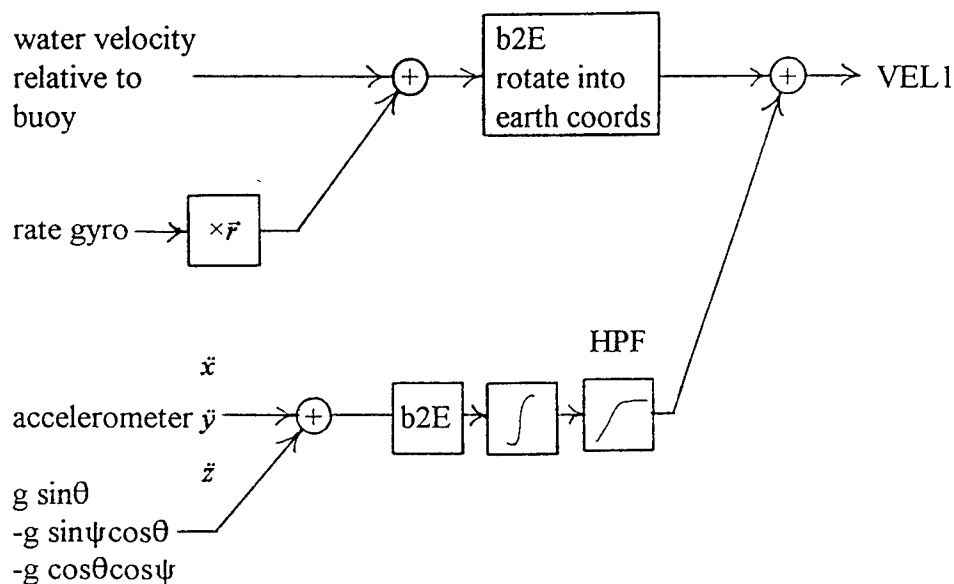 water velocity
relative to
buoy
+
b2E
rotate into
earth coords
+
VEL1
rate gyro
×r⃗
HPF
ẍ
accelerometer ÿ
z̈
+
b2E
∫
g sinθ
-g sinψcosθ
-g cosθcosψ